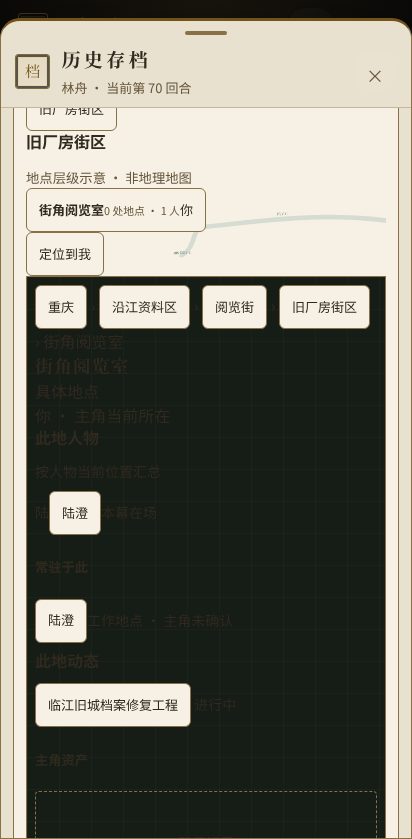 档
历史存档
林舟 · 当前第 70 回合
旧厂房街区
旧厂房街区
地点层级示意 · 非地理地图
街角阅览室0 处地点 · 1 人你
定位到我
重庆 › 沿江资料区 › 阅览街 › 旧厂房街区
› 街角阅览室
街角阅览室
具体地点
你 · 主角当前所在
此地人物
按人物当前位置汇总
陆 陆澄 本幕在场
常驻于此
陆澄 工作地点 · 主角未确认
此地动态
临江旧城档案修复工程 进行中
主角资产